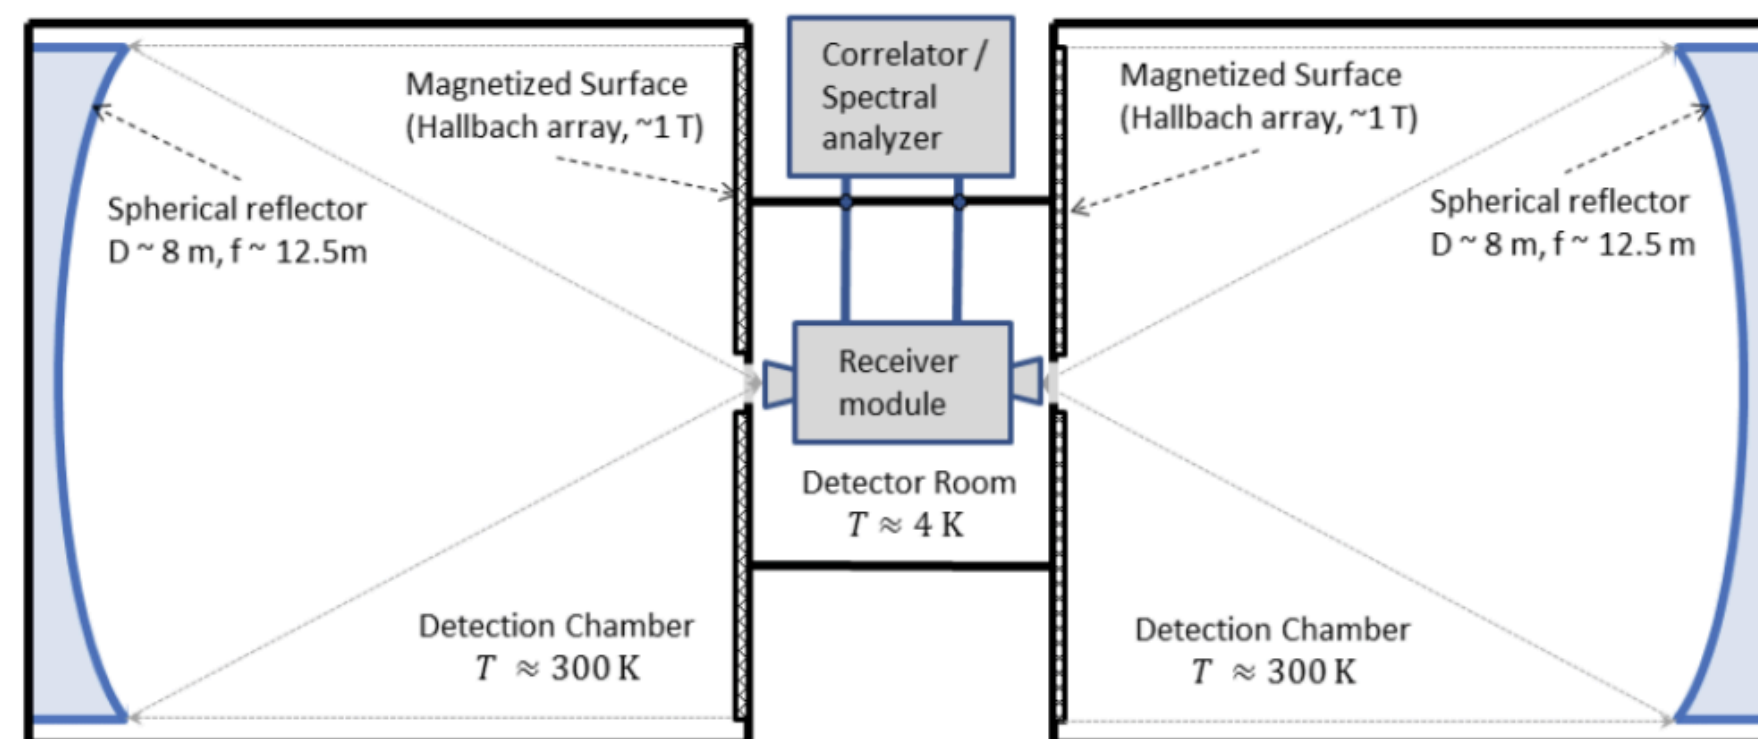 Correlator /
Spectral
analyzer
Magnetized Surface
(Hallbach array, ~1 T)
Magnetized Surface
(Hallbach array, ~1 T)
Spherical reflector
D ~ 8 m, f ~ 12.5m
Spherical reflector
D ~ 8 m, f ~ 12.5 m
Receiver
module
Detector Room
T ≈ 4 K
Detection Chamber
T ≈ 300 K
Detection Chamber
T ≈ 300 K